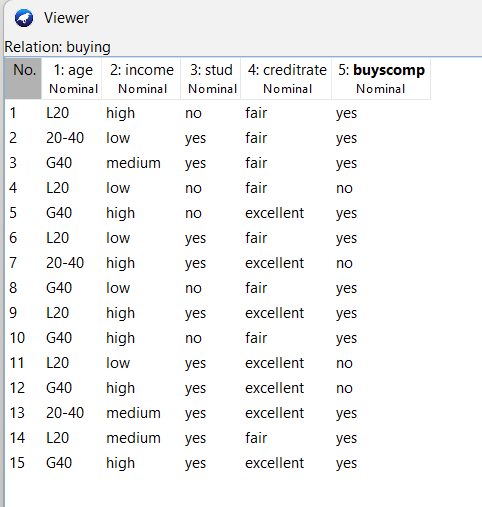 Viewer
Relation: buying
No. 1: age 2: income 3: stud 4: creditrate 5: buyscomp
Nominal Nominal Nominal Nominal Nominal
1 L20 high no fair yes
2 20-40 low yes fair yes
3 G40 medium yes fair yes
4 L20 low no fair no
5 G40 high no excellent yes
6 L20 low yes fair yes
7 20-40 high yes excellent no
8 G40 low no fair yes
9 L20 high yes excellent yes
10 G40 high no fair yes
11 L20 low yes excellent no
12 G40 high yes excellent no
13 20-40 medium yes excellent yes
14 L20 medium yes fair yes
15 G40 high yes excellent yes